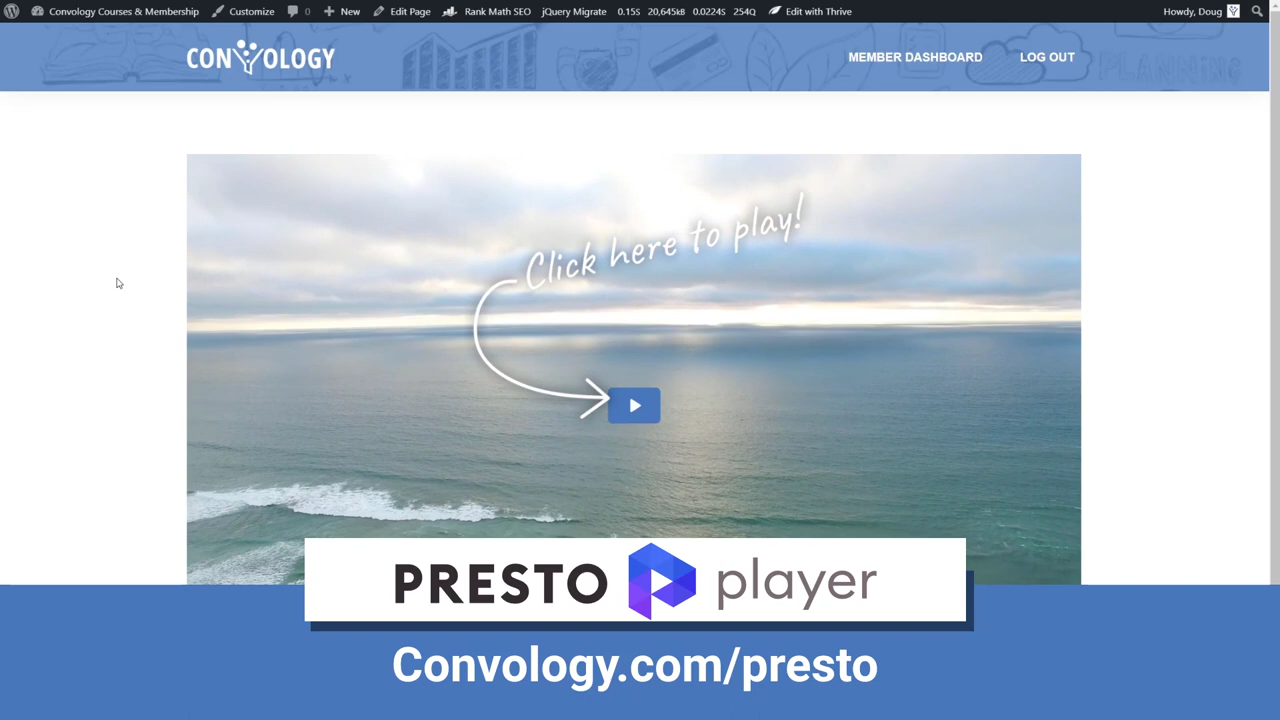 Convology Courses & Membership Customize 0 New Edit Page Rank Math SEO jQuery Migrate 0.15S 20,645kB 0.0224S 254Q Edit with Thrive Howdy, Doug
CONVOLOGY MEMBER DASHBOARD LOG OUT
PLANNING
Click here to play!
PRESTO player
Convology.com/presto